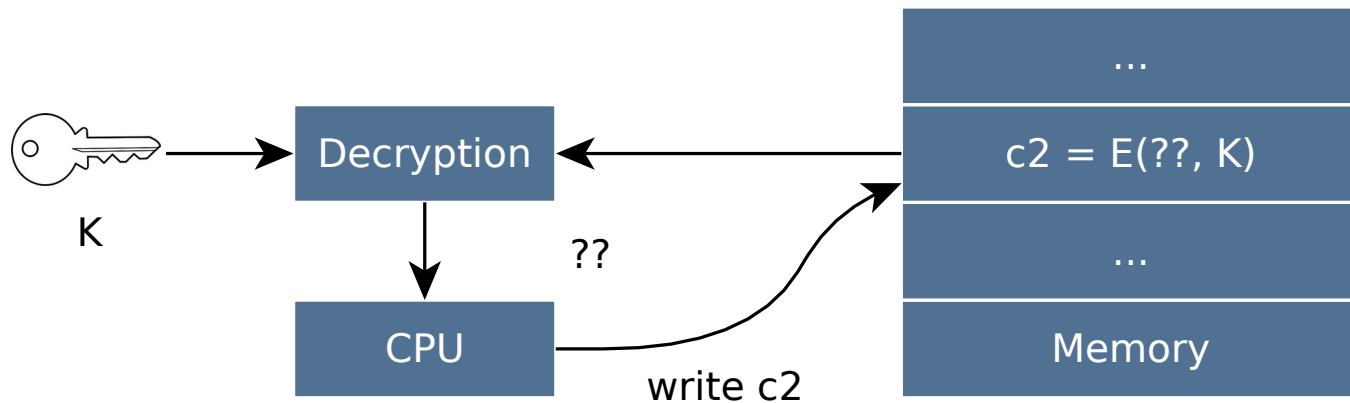 ...
Decryption
c2 = E(??, K)
K
??
...
CPU
Memory
write c2